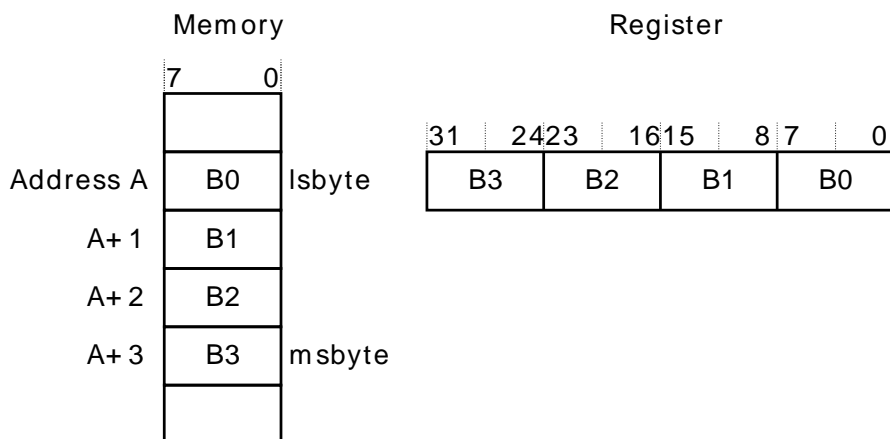 Memory Register
7 0
31 24 23 16 15 8 7 0
Address A B0 lsbyte B3 B2 B1 B0
A+1 B1
A+2 B2
A+3 B3 msbyte